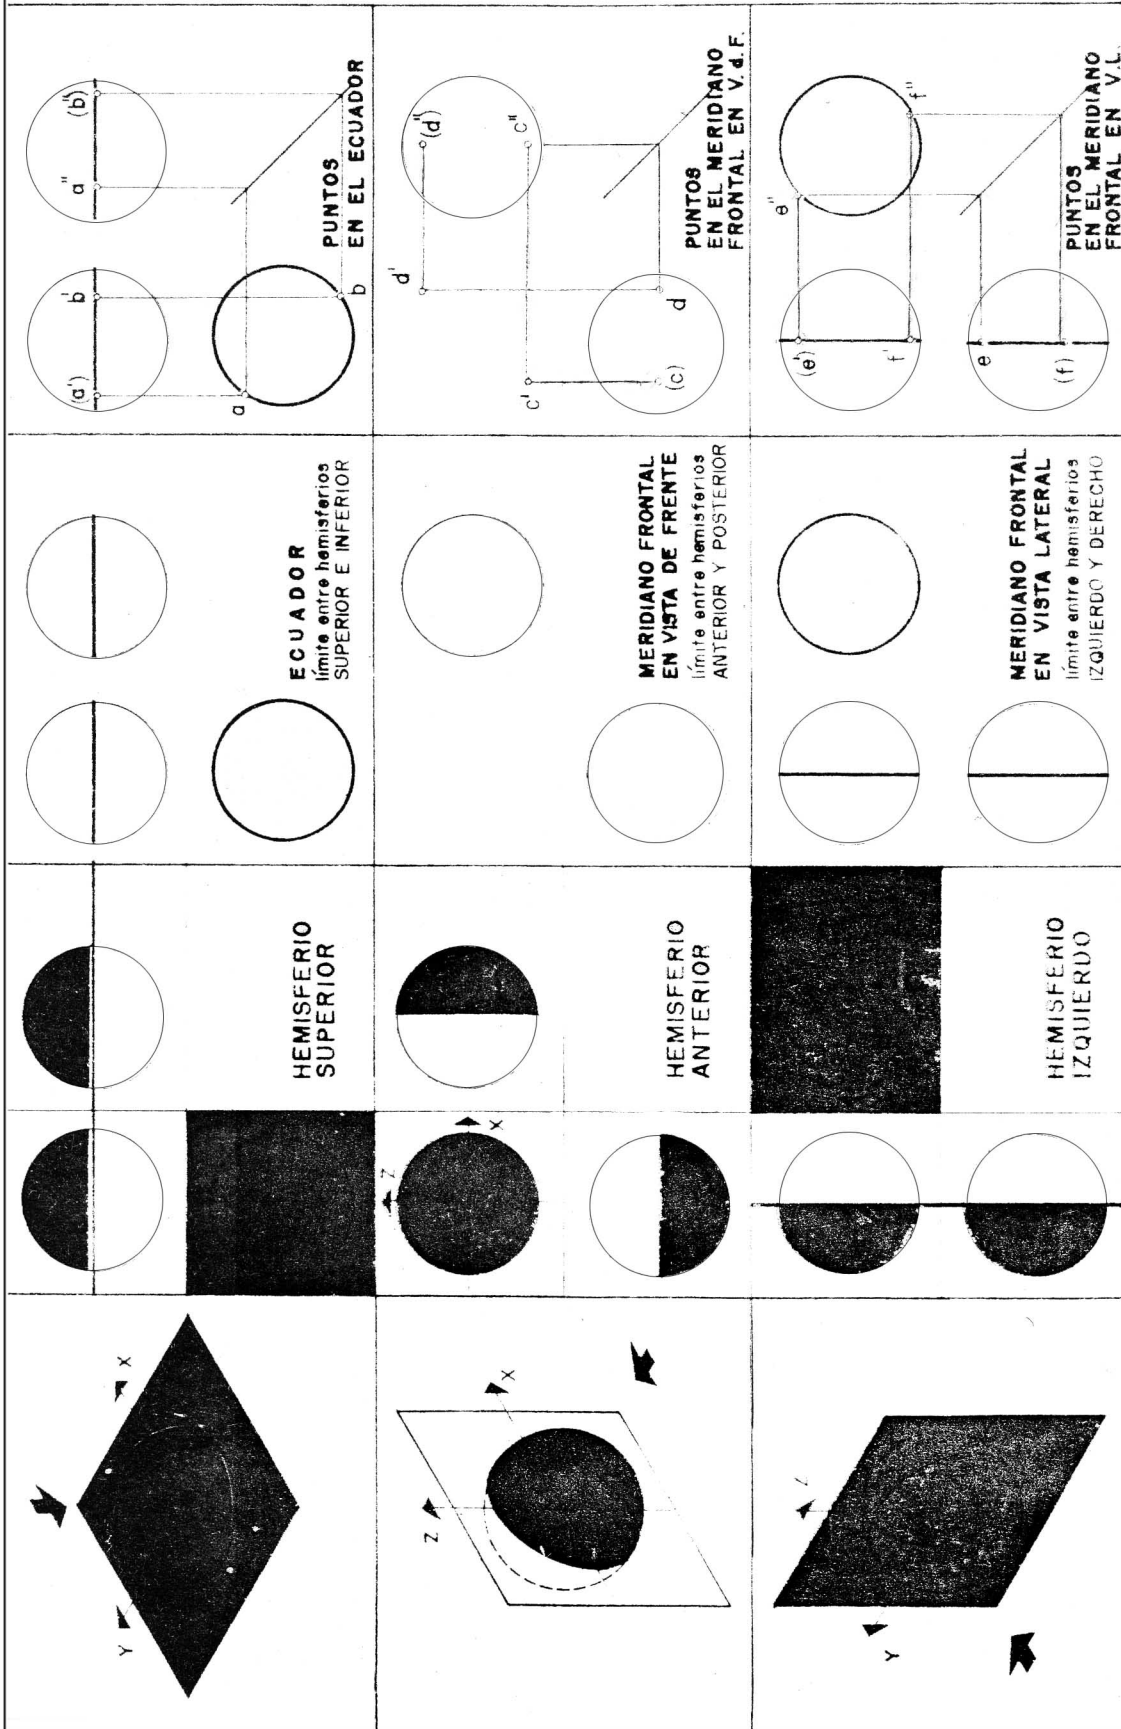 Y X
HEMISFERIO
SUPERIOR
ECUADOR
límite entre hemisferios
SUPERIOR E INFERIOR
(a') b' a" (b")
a
b
PUNTOS
EN EL ECUADOR
Z
X
Z
X
HEMISFERIO
ANTERIOR
MERIDIANO FRONTAL
EN VISTA DE FRENTE
límite entre hemisferios
ANTERIOR Y POSTERIOR
d' (d")
c' c"
(c) d
PUNTOS
EN EL MERIDIANO
FRONTAL EN V.d.F.
Z
Y
HEMISFERIO
IZQUIERDO
MERIDIANO FRONTAL
EN VISTA LATERAL
límite entre hemisferios
IZQUIERDO Y DERECHO
(e') e"
f' f"
e
(f)
PUNTOS
EN EL MERIDIANO
FRONTAL EN V.L.